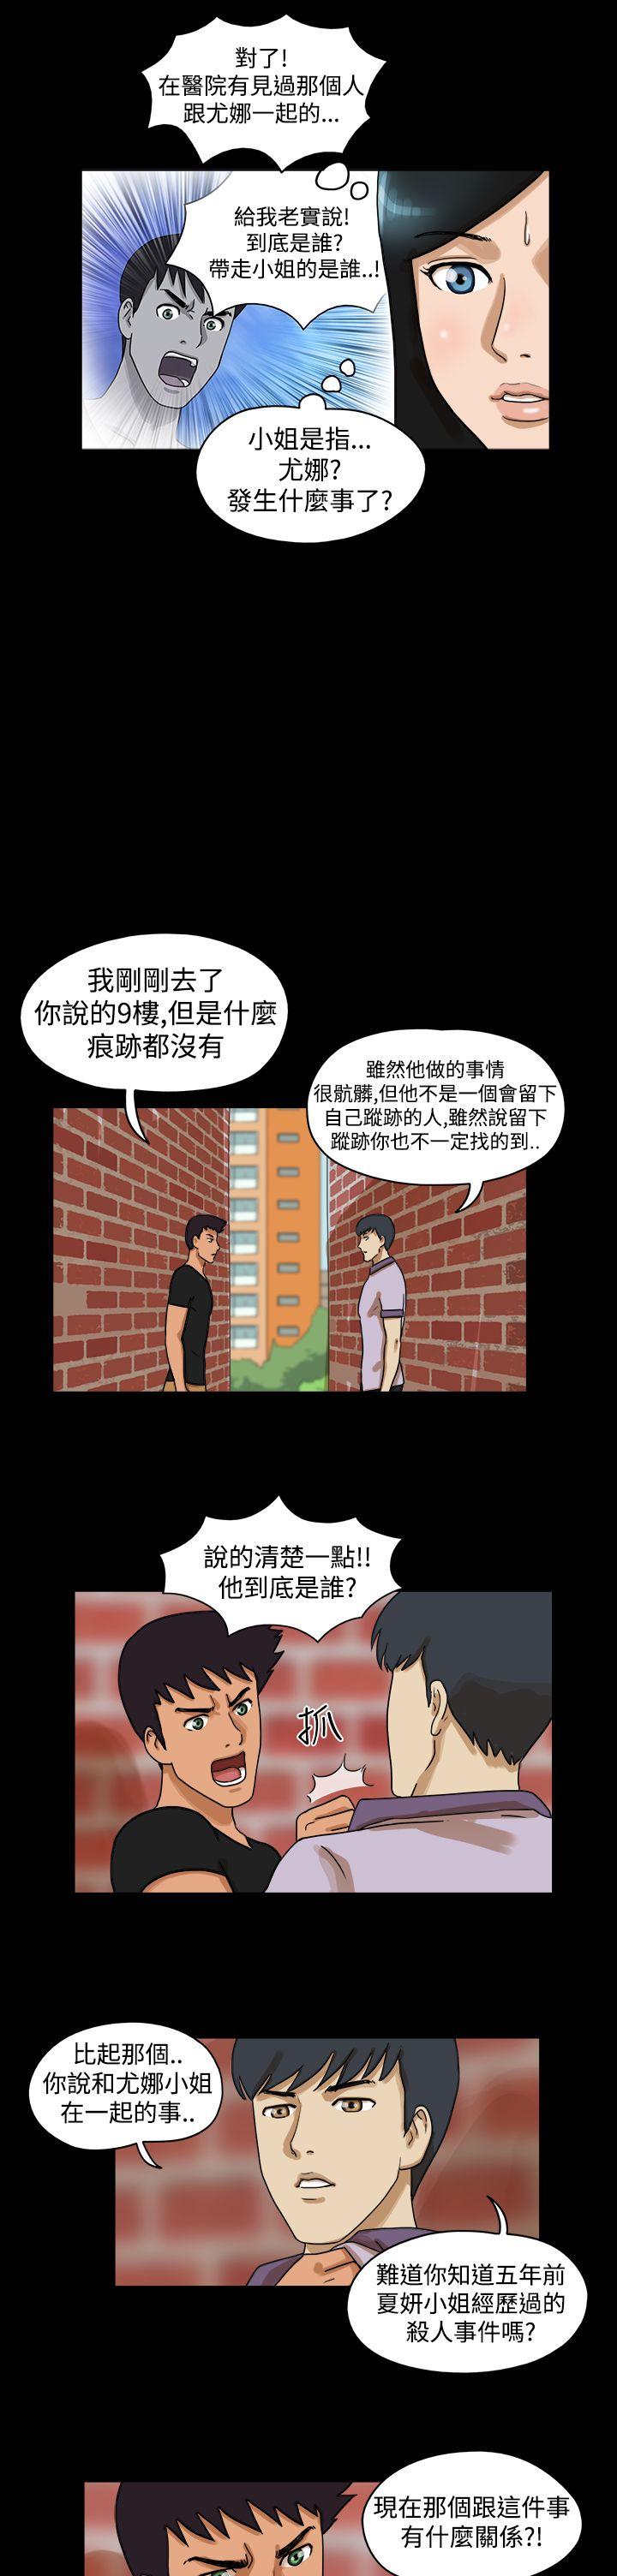 對了!
在醫院有見過那個人
跟尤娜一起的...
給我老實說!
到底是誰?
帶走小姐的是誰..!
小姐是指...
尤娜?
發生什麼事了?
我剛剛去了
你說的9樓,但是什麼
痕跡都沒有
雖然他做的事情
很骯髒,但他不是一個會留下
自己蹤跡的人,雖然說留下
蹤跡你也不一定找的到..
說的清楚一點!!
他到底是誰?
抓
比起那個..
你說和尤娜小姐
在一起的事..
難道你知道五年前
夏妍小姐經歷過的
殺人事件嗎?
現在那個跟這件事
有什麼關係?!